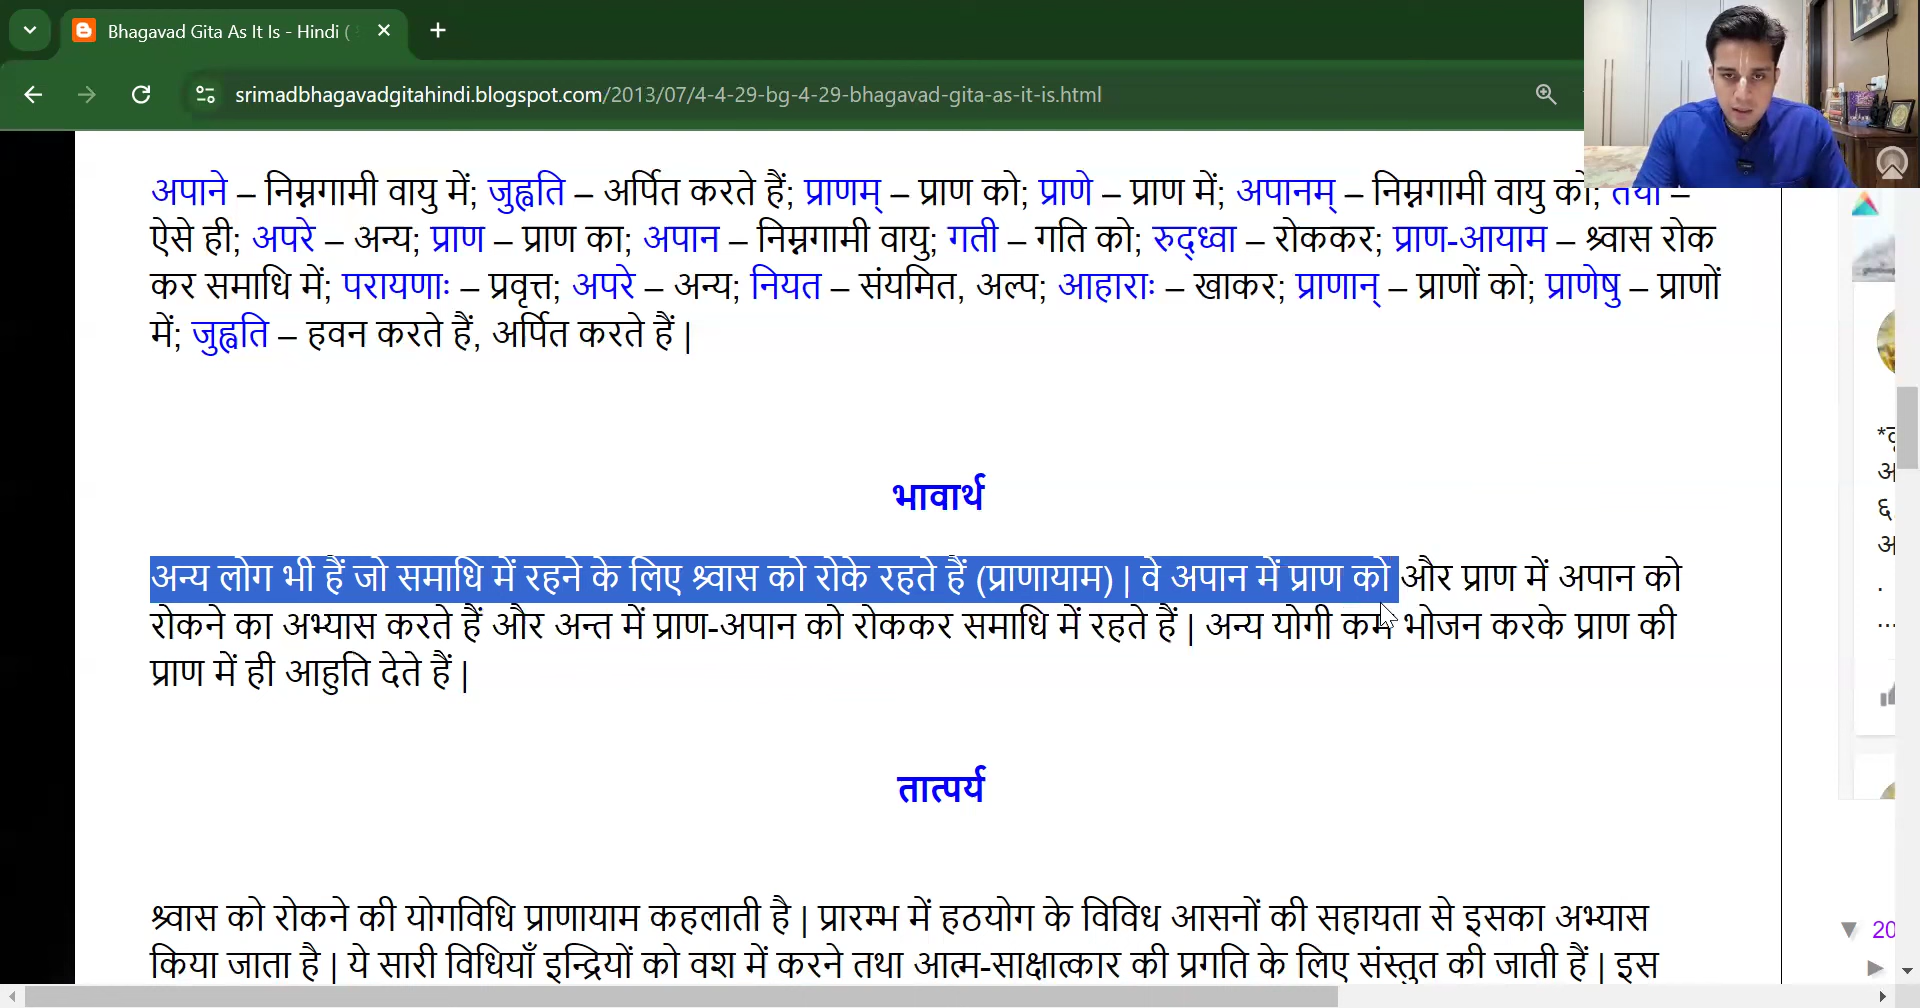 Bhagavad Gita As It Is - Hindi (
srimadbhagavadgitahindi.blogspot.com/2013/07/4-4-29-bg-4-29-bhagavad-gita-as-it-is.html
अपाने – निम्नगामी वायु में; जुह्वति – अर्पित करते हैं; प्राणम् – प्राण को; प्राणे – प्राण में; अपानम् – निम्नगामी वायु को; तथा –
ऐसे ही; अपरे – अन्य; प्राण – प्राण का; अपान – निम्नगामी वायु; गती – गति को; रुद्ध्वा – रोककर; प्राण-आयाम – श्र्वास रोक
कर समाधि में; परायणाः – प्रवृत्त; अपरे – अन्य; नियत – संयमित, अल्प; आहाराः – खाकर; प्राणान् – प्राणों को; प्राणेषु – प्राणों
में; जुह्वति – हवन करते हैं, अर्पित करते हैं |
भावार्थ
अन्य लोग भी हैं जो समाधि में रहने के लिए श्र्वास को रोके रहते हैं (प्राणायाम) | वे अपान में प्राण को और प्राण में अपान को
रोकने का अभ्यास करते हैं और अन्त में प्राण-अपान को रोककर समाधि में रहते हैं | अन्य योगी कम भोजन करके प्राण की
प्राण में ही आहुति देते हैं |
तात्पर्य
श्र्वास को रोकने की योगविधि प्राणायाम कहलाती है | प्रारम्भ में हठयोग के विविध आसनों की सहायता से इसका अभ्यास
किया जाता है | ये सारी विधियाँ इन्द्रियों को वश में करने तथा आत्म-साक्षात्कार की प्रगति के लिए संस्तुत की जाती हैं | इस
20